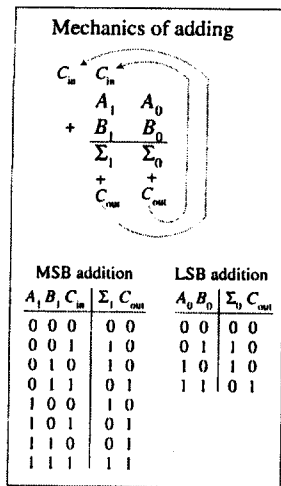 Mechanics of adding
C_in C_in
A_1 A_0
+ B_1 B_0
Σ_1 Σ_0
+ +
C_out C_out
MSB addition
A_1 B_1 C_in Σ_1 C_out
0 0 0 0 0
0 0 1 1 0
0 1 0 1 0
0 1 1 0 1
1 0 0 1 0
1 0 1 0 1
1 1 0 0 1
1 1 1 1 1
LSB addition
A_0 B_0 Σ_0 C_out
0 0 0 0
0 1 1 0
1 0 1 0
1 1 0 1